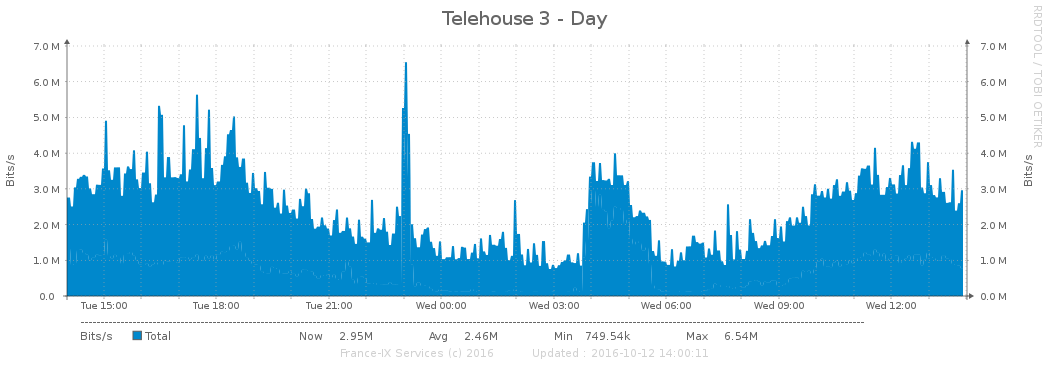 Telehouse 3 - Day
RRDTOOL / TOBI OETIKER
Bits/s
7.0 M
6.0 M
5.0 M
4.0 M
3.0 M
2.0 M
1.0 M
0.0
7.0 M
6.0 M
5.0 M
4.0 M
3.0 M
2.0 M
1.0 M
0.0 M
Bits/s
Tue 15:00 Tue 18:00 Tue 21:00 Wed 00:00 Wed 03:00 Wed 06:00 Wed 09:00 Wed 12:00
Bits/s Total Now 2.95M Avg 2.46M Min 749.54k Max 6.54M
France-IX Services (c) 2016 Updated : 2016-10-12 14:00:11